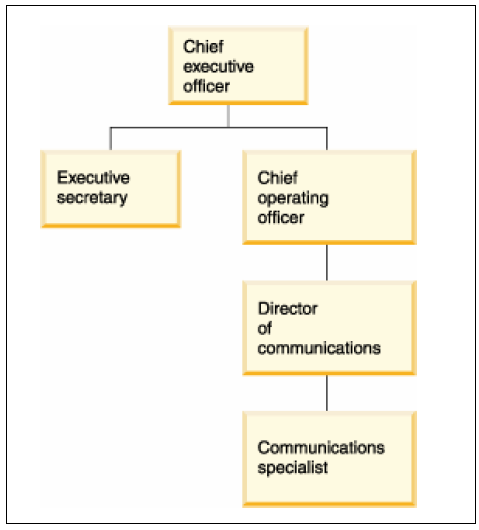 Chief
executive
officer
Executive
secretary
Chief
operating
officer
Director
of
communications
Communications
specialist